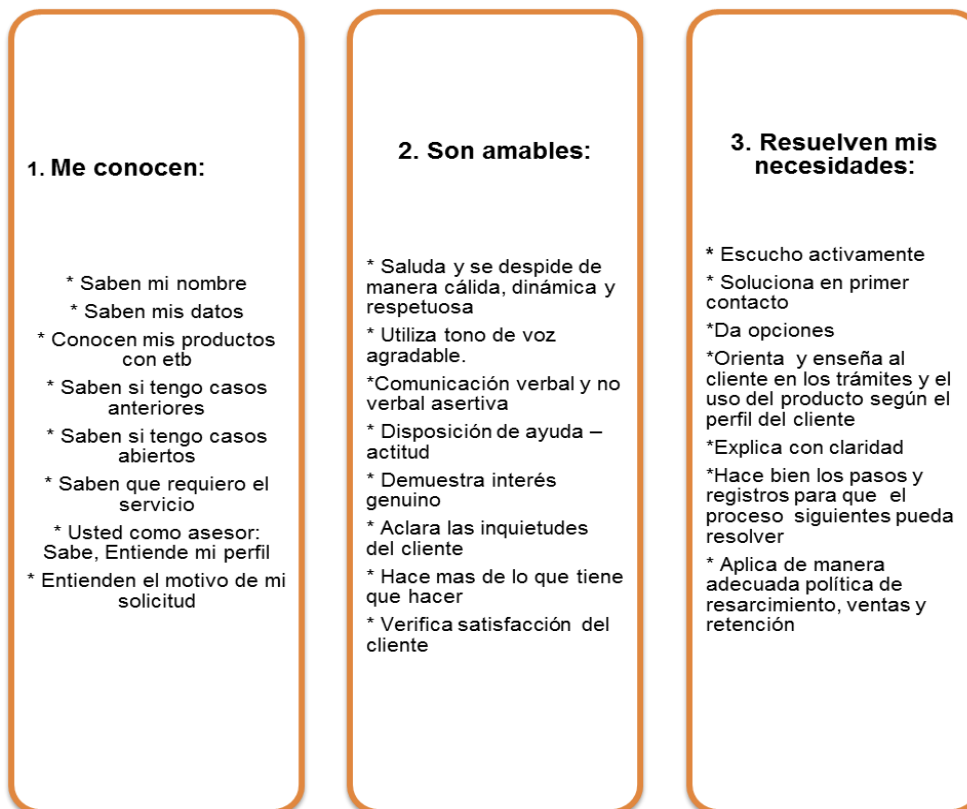 1. Me conocen:
* Saben mi nombre
* Saben mis datos
* Conocen mis productos
con etb
* Saben si tengo casos
anteriores
* Saben si tengo casos
abiertos
* Saben que requiero el
servicio
* Usted como asesor:
Sabe, Entiende mi perfil
* Entienden el motivo de mi
solicitud
2. Son amables:
* Saluda y se despide de
manera cálida, dinámica y
respetuosa
* Utiliza tono de voz
agradable.
*Comunicación verbal y no
verbal asertiva
* Disposición de ayuda –
actitud
* Demuestra interés
genuino
* Aclara las inquietudes
del cliente
* Hace mas de lo que tiene
que hacer
* Verifica satisfacción del
cliente
3. Resuelven mis
necesidades:
* Escucho activamente
* Soluciona en primer
contacto
*Da opciones
*Orienta y enseña al
cliente en los trámites y el
uso del producto según el
perfil del cliente
*Explica con claridad
*Hace bien los pasos y
registros para que el
proceso siguientes pueda
resolver
* Aplica de manera
adecuada política de
resarcimiento, ventas y
retención